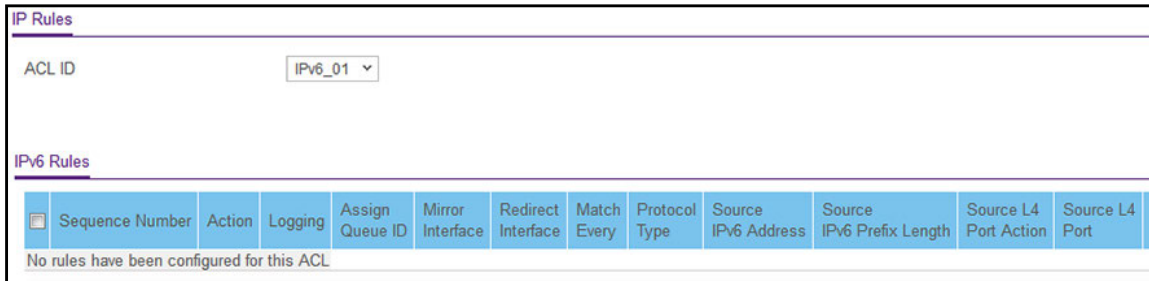 IP Rules
ACL ID IPv6_01
IPv6 Rules
Sequence Number Action Logging Assign Queue ID Mirror Interface Redirect Interface Match Every Protocol Type Source IPv6 Address Source IPv6 Prefix Length Source L4 Port Action Source L4 Port
No rules have been configured for this ACL